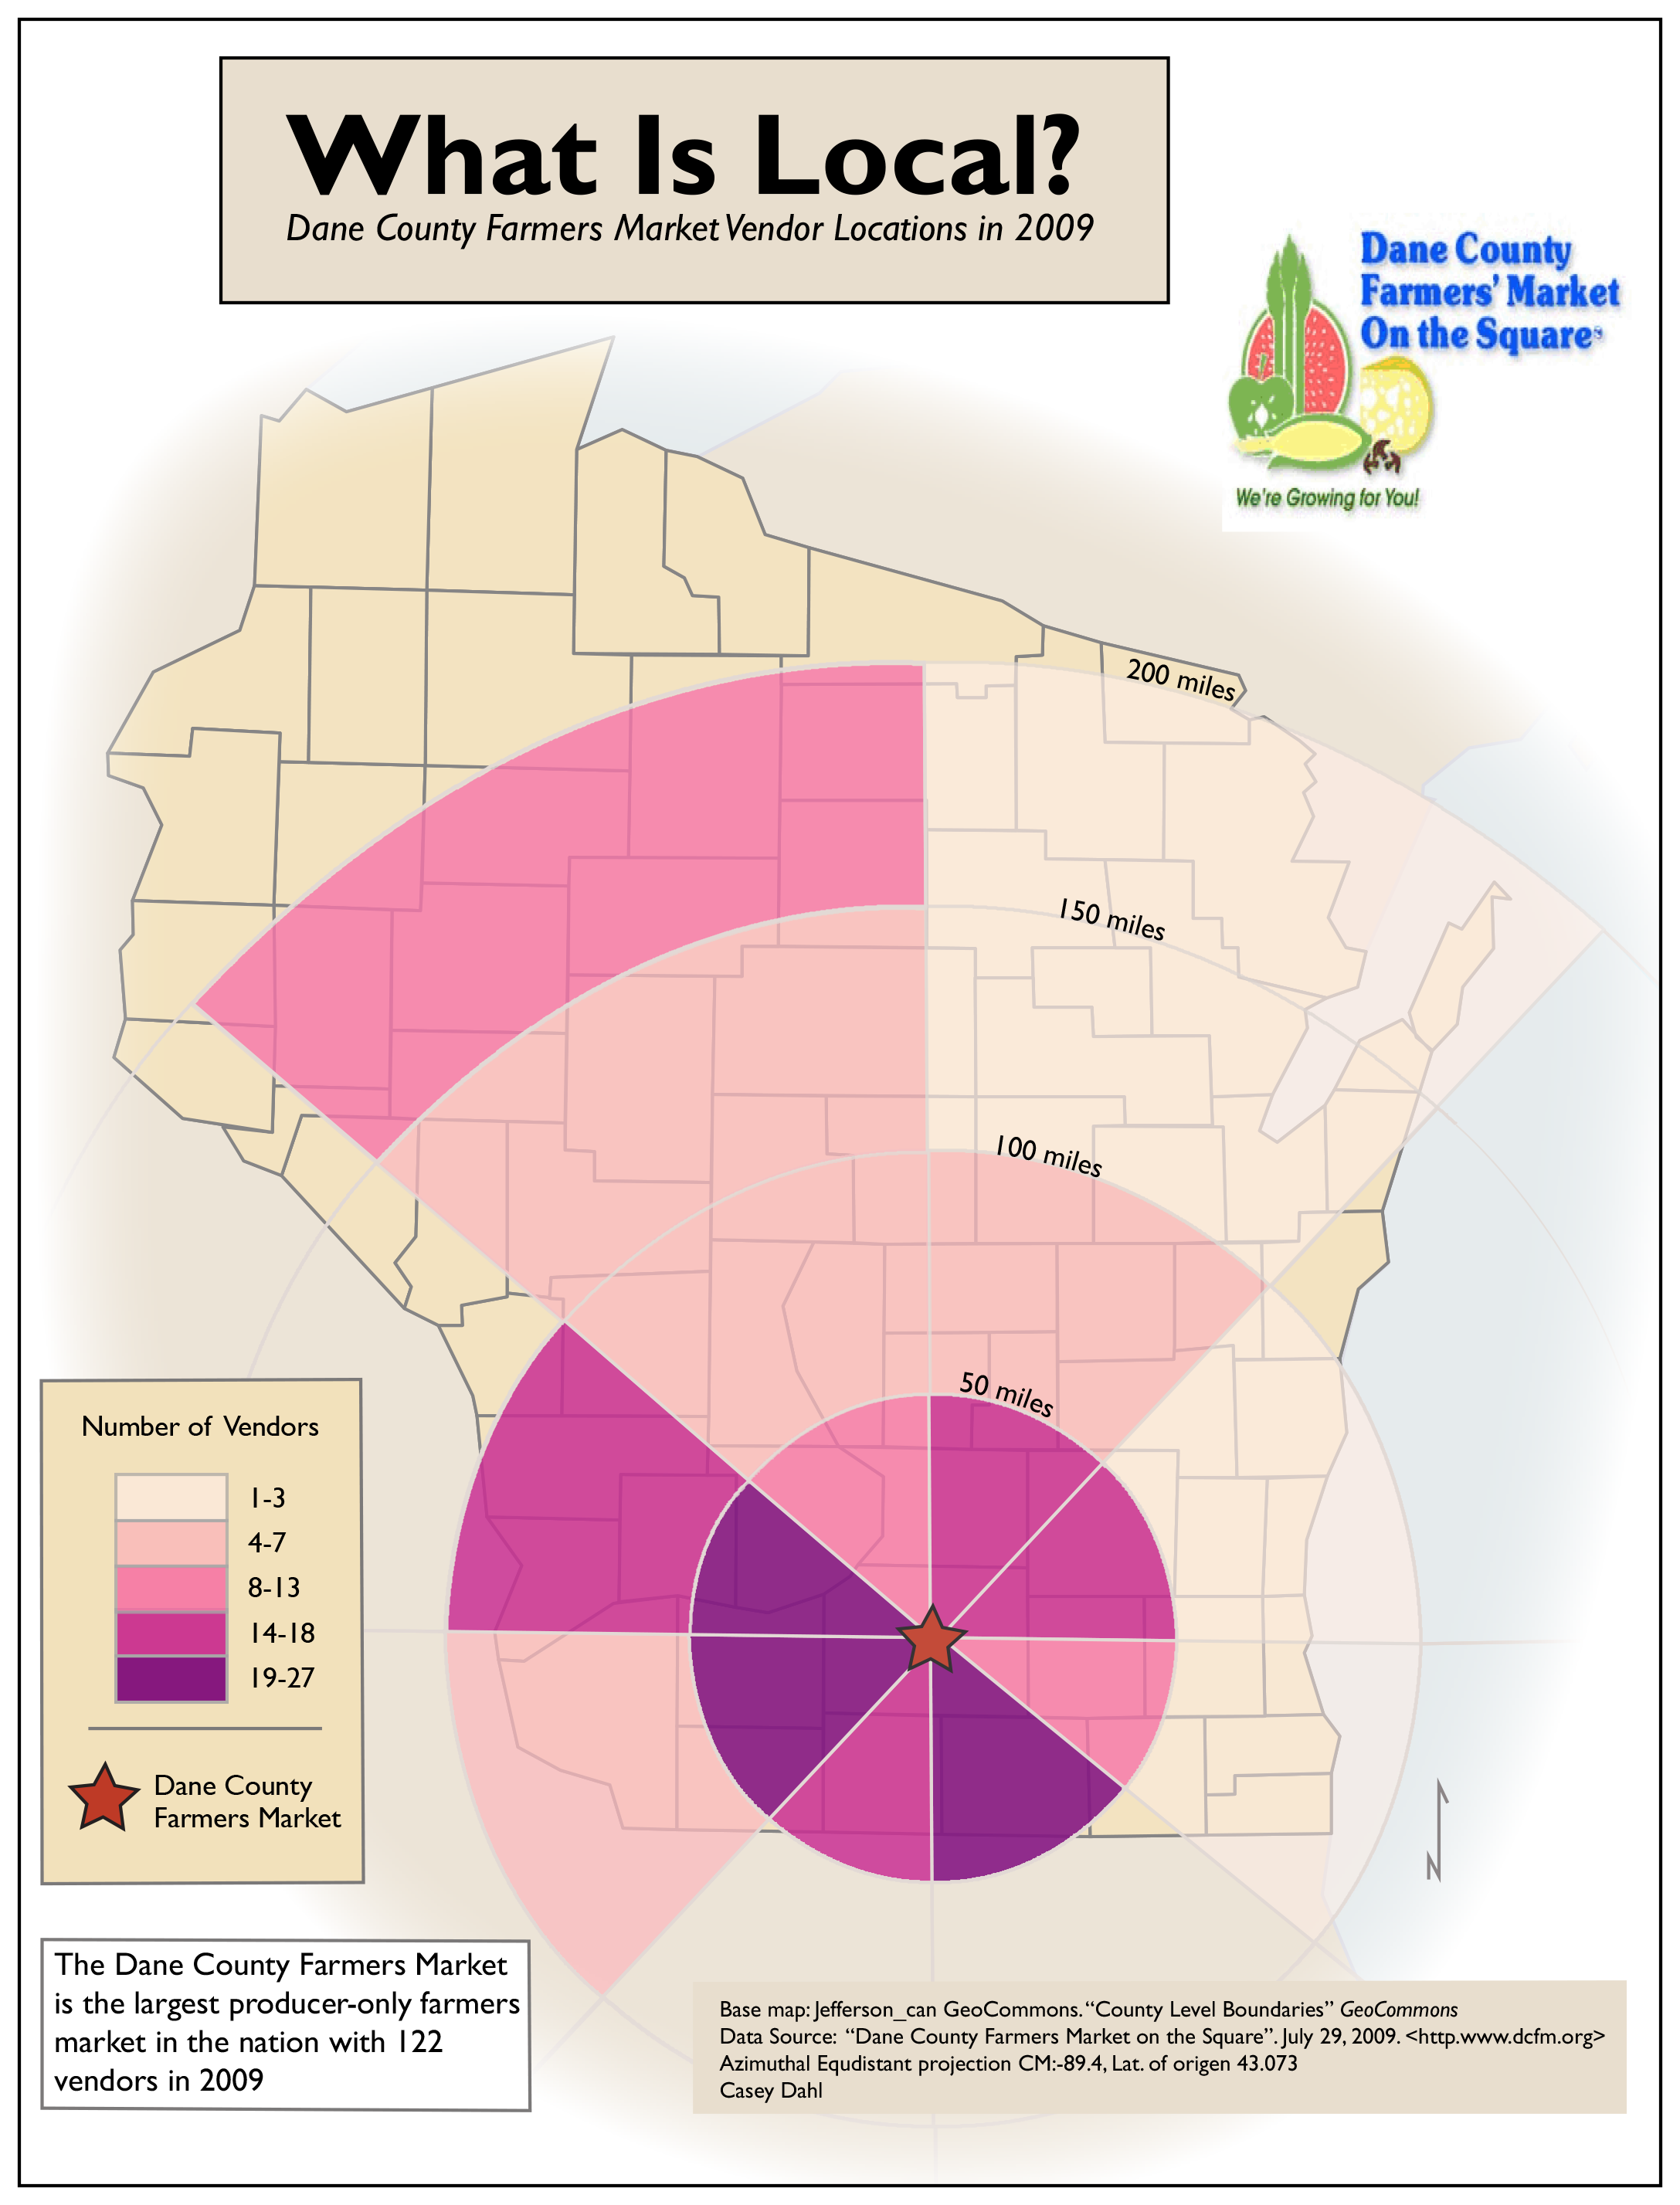 What Is Local?
Dane County Farmers Market Vendor Locations in 2009
Dane County
Farmers' Market
On the Square®
We're Growing for You!
200 miles
150 miles
100 miles
50 miles
Number of Vendors
1-3
4-7
8-13
14-18
19-27
Dane County
Farmers Market
N
The Dane County Farmers Market
is the largest producer-only farmers
market in the nation with 122
vendors in 2009
Base map: Jefferson_can GeoCommons. “County Level Boundaries” GeoCommons
Data Source: “Dane County Farmers Market on the Square”. July 29, 2009. <http.www.dcfm.org>
Azimuthal Equdistant projection CM:-89.4, Lat. of origen 43.073
Casey Dahl